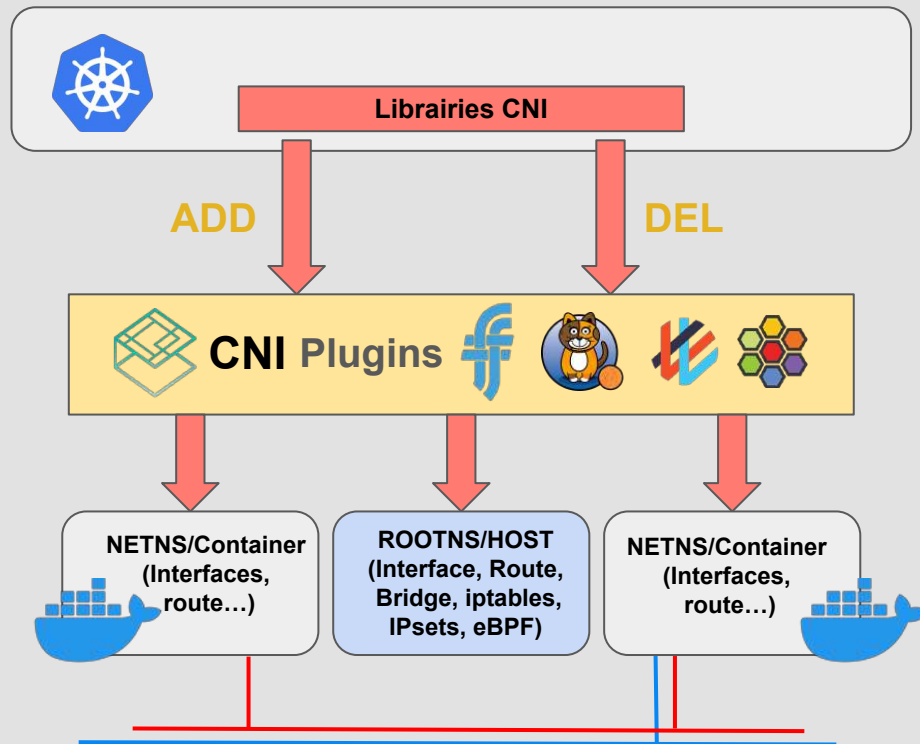 Librairies CNI
ADD
DEL
CNI Plugins
NETNS/Container
(Interfaces,
route…)
ROOTNS/HOST
(Interface, Route,
Bridge, iptables,
IPsets, eBPF)
NETNS/Container
(Interfaces,
route…)